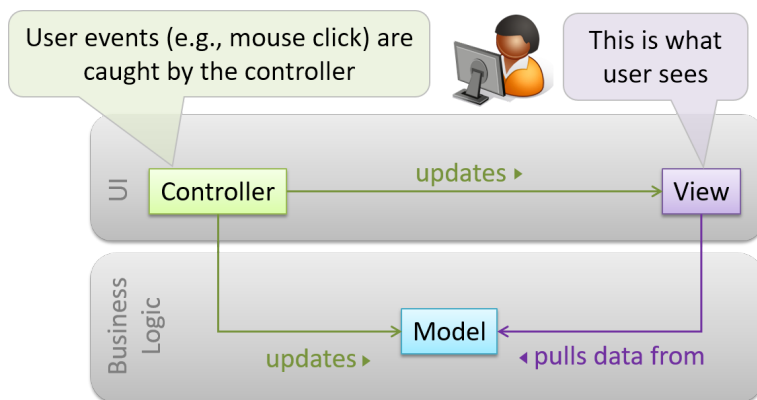 User events (e.g., mouse click) are
caught by the controller
This is what
user sees
UI
Controller
updates ▸
View
Business
Logic
Model
updates ▸
◂ pulls data from